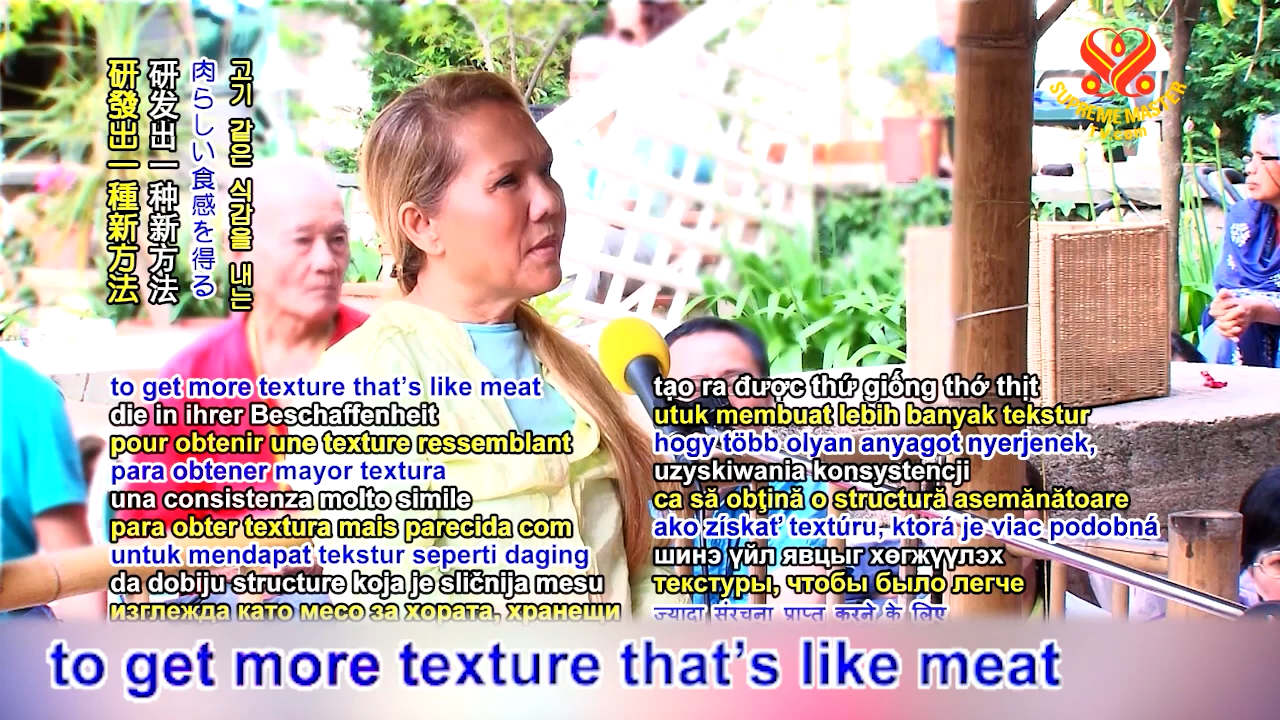 고기 같은 식감을 내는
肉らしい食感を得る
研发出一种新方法
研發出一種新方法
SUPREME MASTER
TV.com
to get more texture that's like meat
die in ihrer Beschaffenheit
pour obtenir une texture ressemblant
para obtener mayor textura
una consistenza molto simile
para obter textura mais parecida com
untuk mendapat tekstur seperti daging
da dobiju structure koja je sličnija mesu
изглежда като месо за хората, хранещи
tạo ra được thứ giống thớ thịt
utuk membuat lebih banyak tekstur
hogy több olyan anyagot nyerjenek,
uzyskiwania konsystencji
ca să obţină o structură asemănătoare
ako získať textúru, ktorá je viac podobná
шинэ үйл явцыг хөгжүүлэх
текстуры, чтобы было легче
ज्यादा संरचना प्राप्त करने के लिए
to get more texture that's like meat